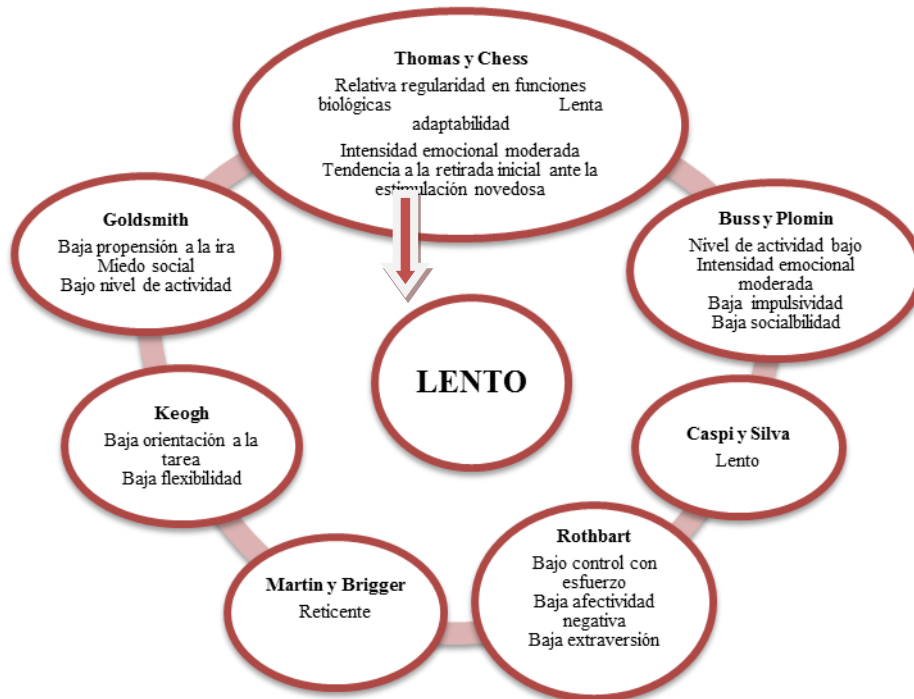 Thomas y Chess
Relativa regularidad en funciones
biológicas Lenta
adaptabilidad
Intensidad emocional moderada
Tendencia a la retirada inicial ante la
estimulación novedosa
Goldsmith
Baja propensión a la ira
Miedo social
Bajo nivel de actividad
Buss y Plomin
Nivel de actividad bajo
Intensidad emocional
moderada
Baja impulsividad
Baja socialbilidad
LENTO
Keogh
Baja orientación a la
tarea
Baja flexibilidad
Caspi y Silva
Lento
Martin y Brigger
Reticente
Rothbart
Bajo control con
esfuerzo
Baja afectividad
negativa
Baja extraversión